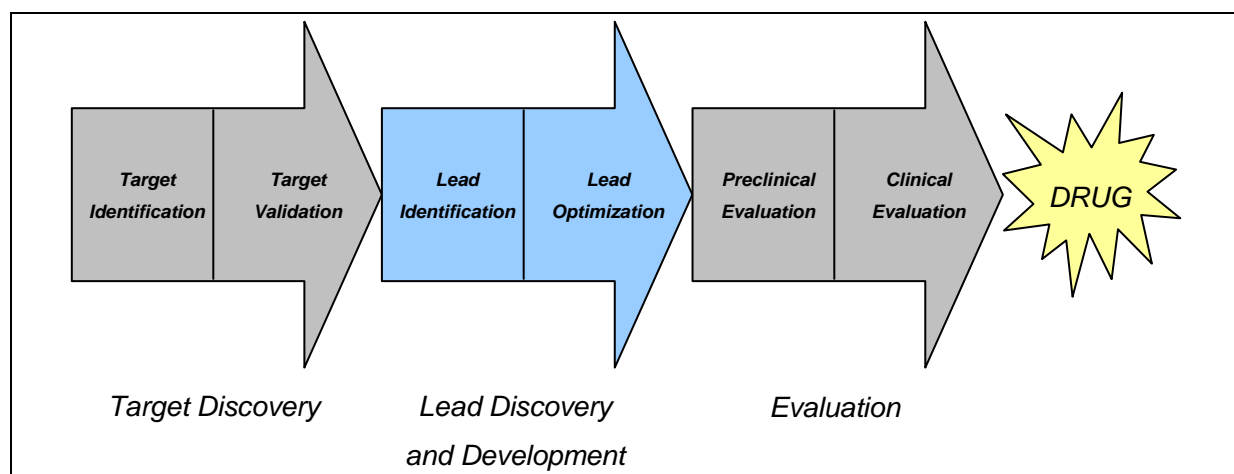 Target
Identification
Target
Validation
Lead
Identification
Lead
Optimization
Preclinical
Evaluation
Clinical
Evaluation
DRUG
Target Discovery
Lead Discovery
and Development
Evaluation